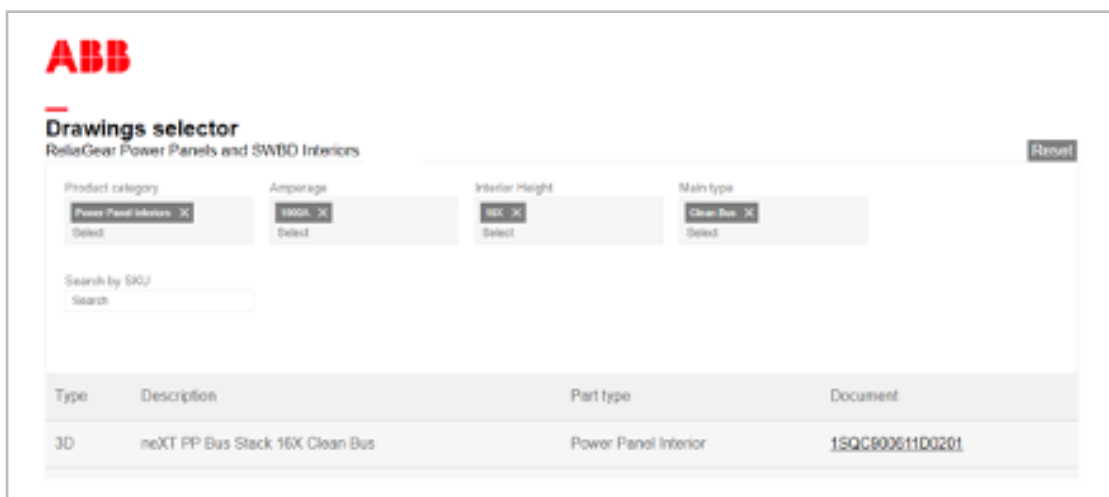 ABB
Drawings selector
ReliaGear Power Panels and SWBD Interiors
Reset
Product category Amperage Interior Height Main type
Power Panel Interiors X 1000A X 16X X Clean Bus X
Select Select Select Select
Search by SKU
Search
Type Description Part type Document
3D neXT PP Bus Stack 16X Clean Bus Power Panel Interior 1SQC900611D0201